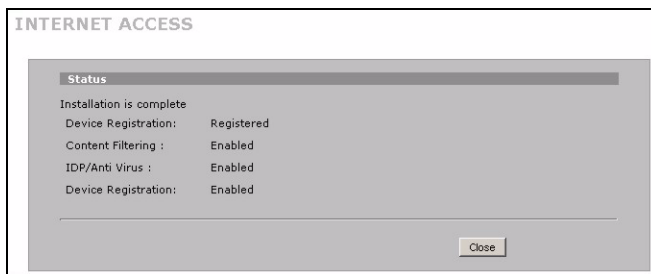 INTERNET ACCESS
Status
Installation is complete
Device Registration: Registered
Content Filtering : Enabled
IDP/Anti Virus : Enabled
Device Registration: Enabled
Close